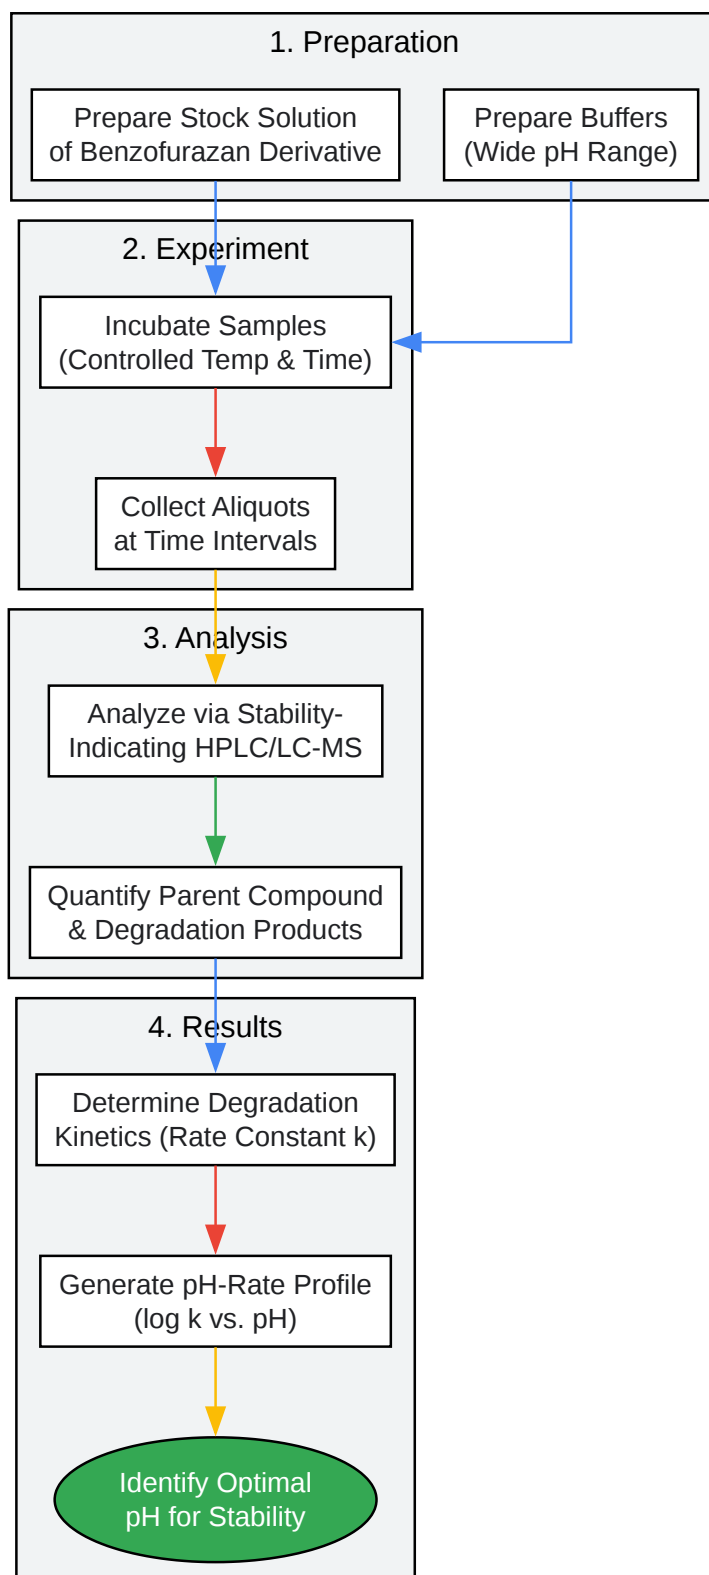 1. Preparation
Prepare Stock Solution
of Benzofurazan Derivative
Prepare Buffers
(Wide pH Range)
2. Experiment
Incubate Samples
(Controlled Temp & Time)
Collect Aliquots
at Time Intervals
3. Analysis
Analyze via Stability-
Indicating HPLC/LC-MS
Quantify Parent Compound
& Degradation Products
4. Results
Determine Degradation
Kinetics (Rate Constant k)
Generate pH-Rate Profile
(log k vs. pH)
Identify Optimal
pH for Stability